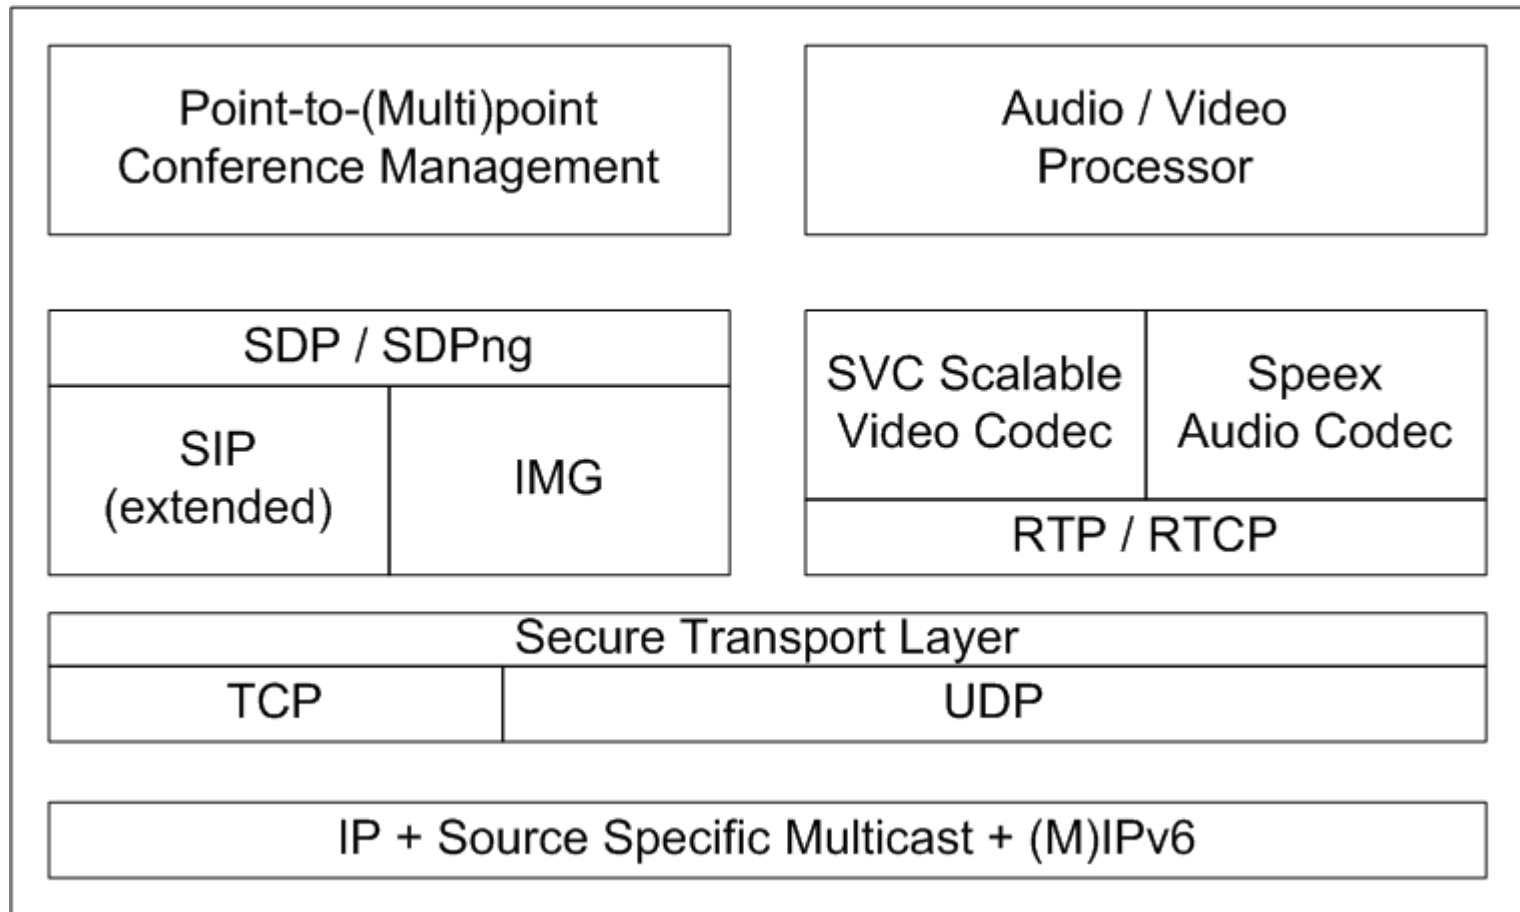 Point-to-(Multi)point
Conference Management
Audio / Video
Processor
SDP / SDPng
SIP
(extended)
IMG
SVC Scalable
Video Codec
Speex
Audio Codec
RTP / RTCP
Secure Transport Layer
TCP
UDP
IP + Source Specific Multicast + (M)IPv6